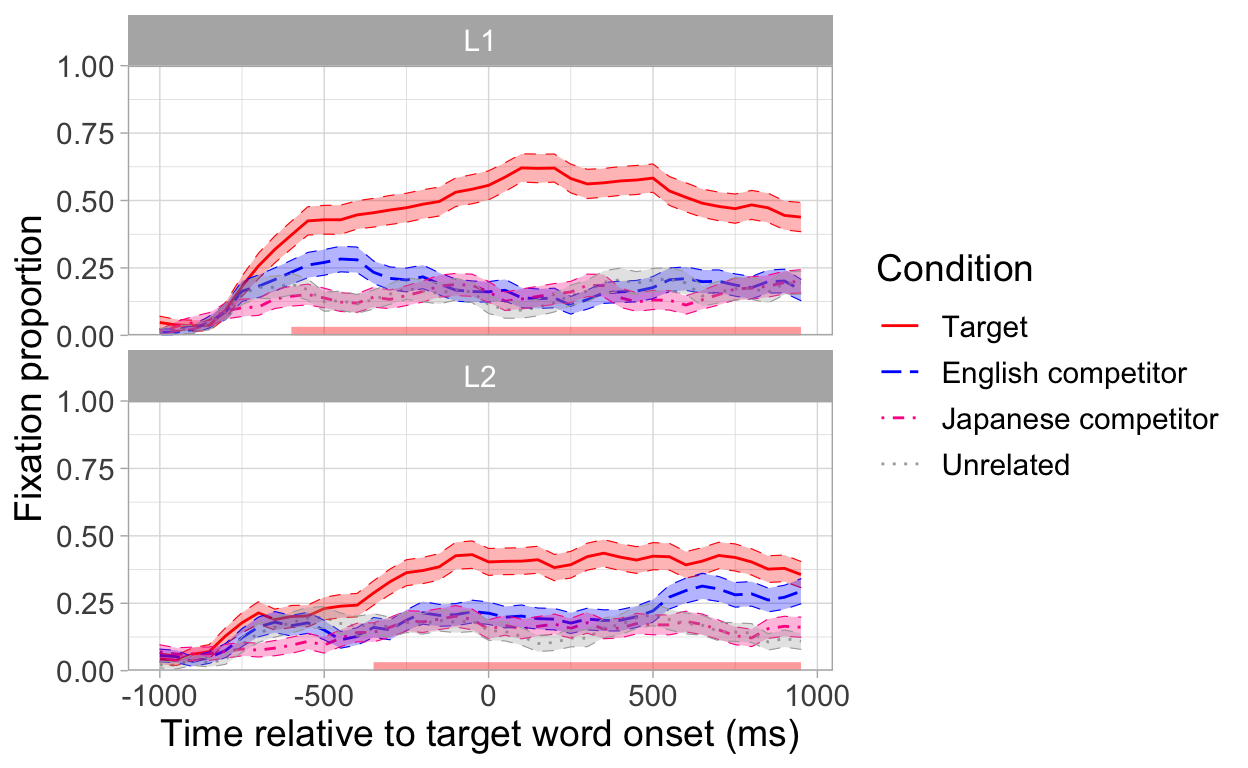 L1
1.00
0.75
0.50
0.25
0.00
L2
1.00
0.75
0.50
0.25
0.00
-1000
-500
0
500
1000
Time relative to target word onset (ms)
Fixation proportion
Condition
Target
English competitor
Japanese competitor
Unrelated